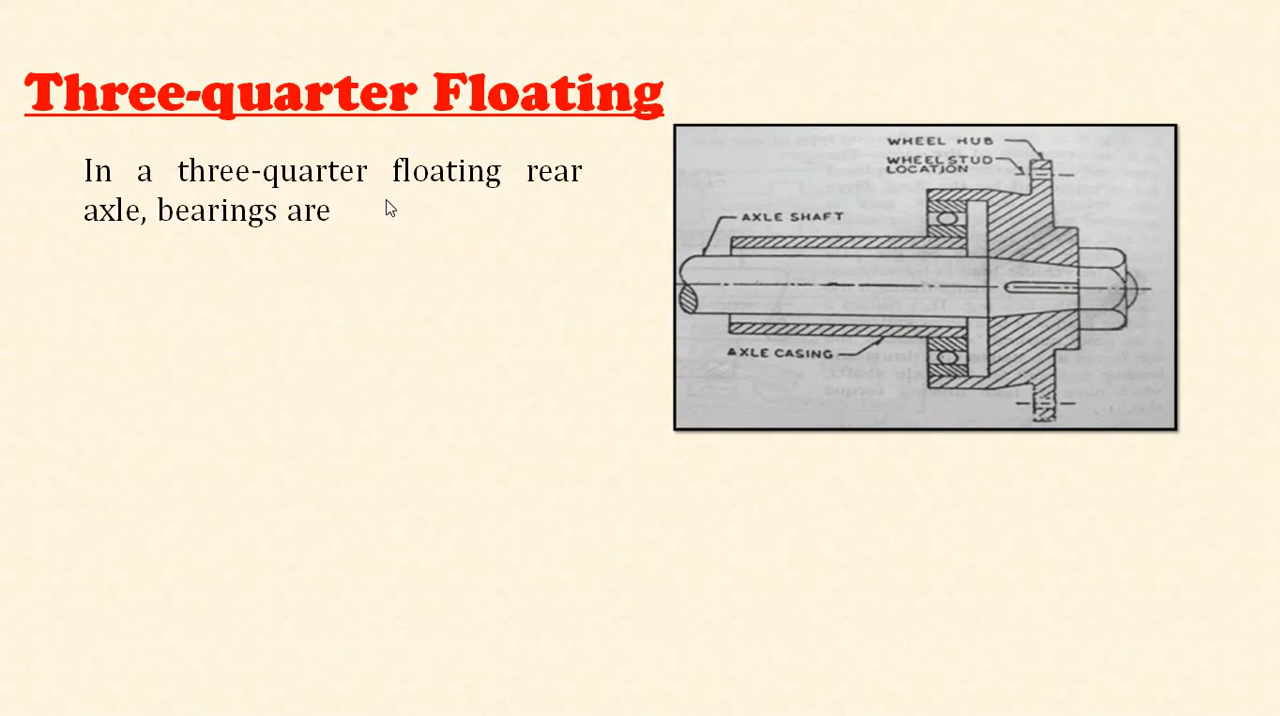 Three-quarter Floating
In a three-quarter floating rear
axle, bearings are
WHEEL HUB
WHEEL STUD
LOCATION
AXLE SHAFT
AXLE CASING